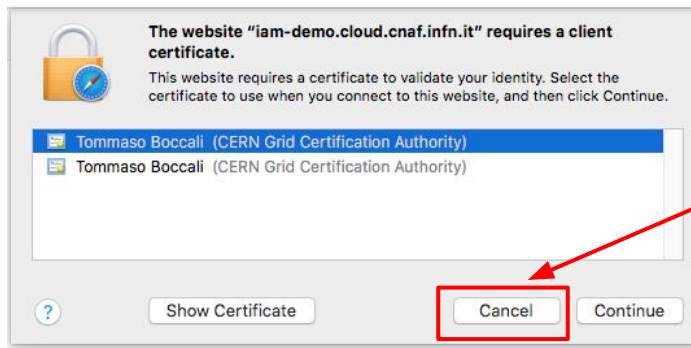 The website “iam-demo.cloud.cnaf.infn.it” requires a client
certificate.
This website requires a certificate to validate your identity. Select the
certificate to use when you connect to this website, and then click Continue.
Tommaso Boccali (CERN Grid Certification Authority)
Tommaso Boccali (CERN Grid Certification Authority)
? Show Certificate Cancel Continue